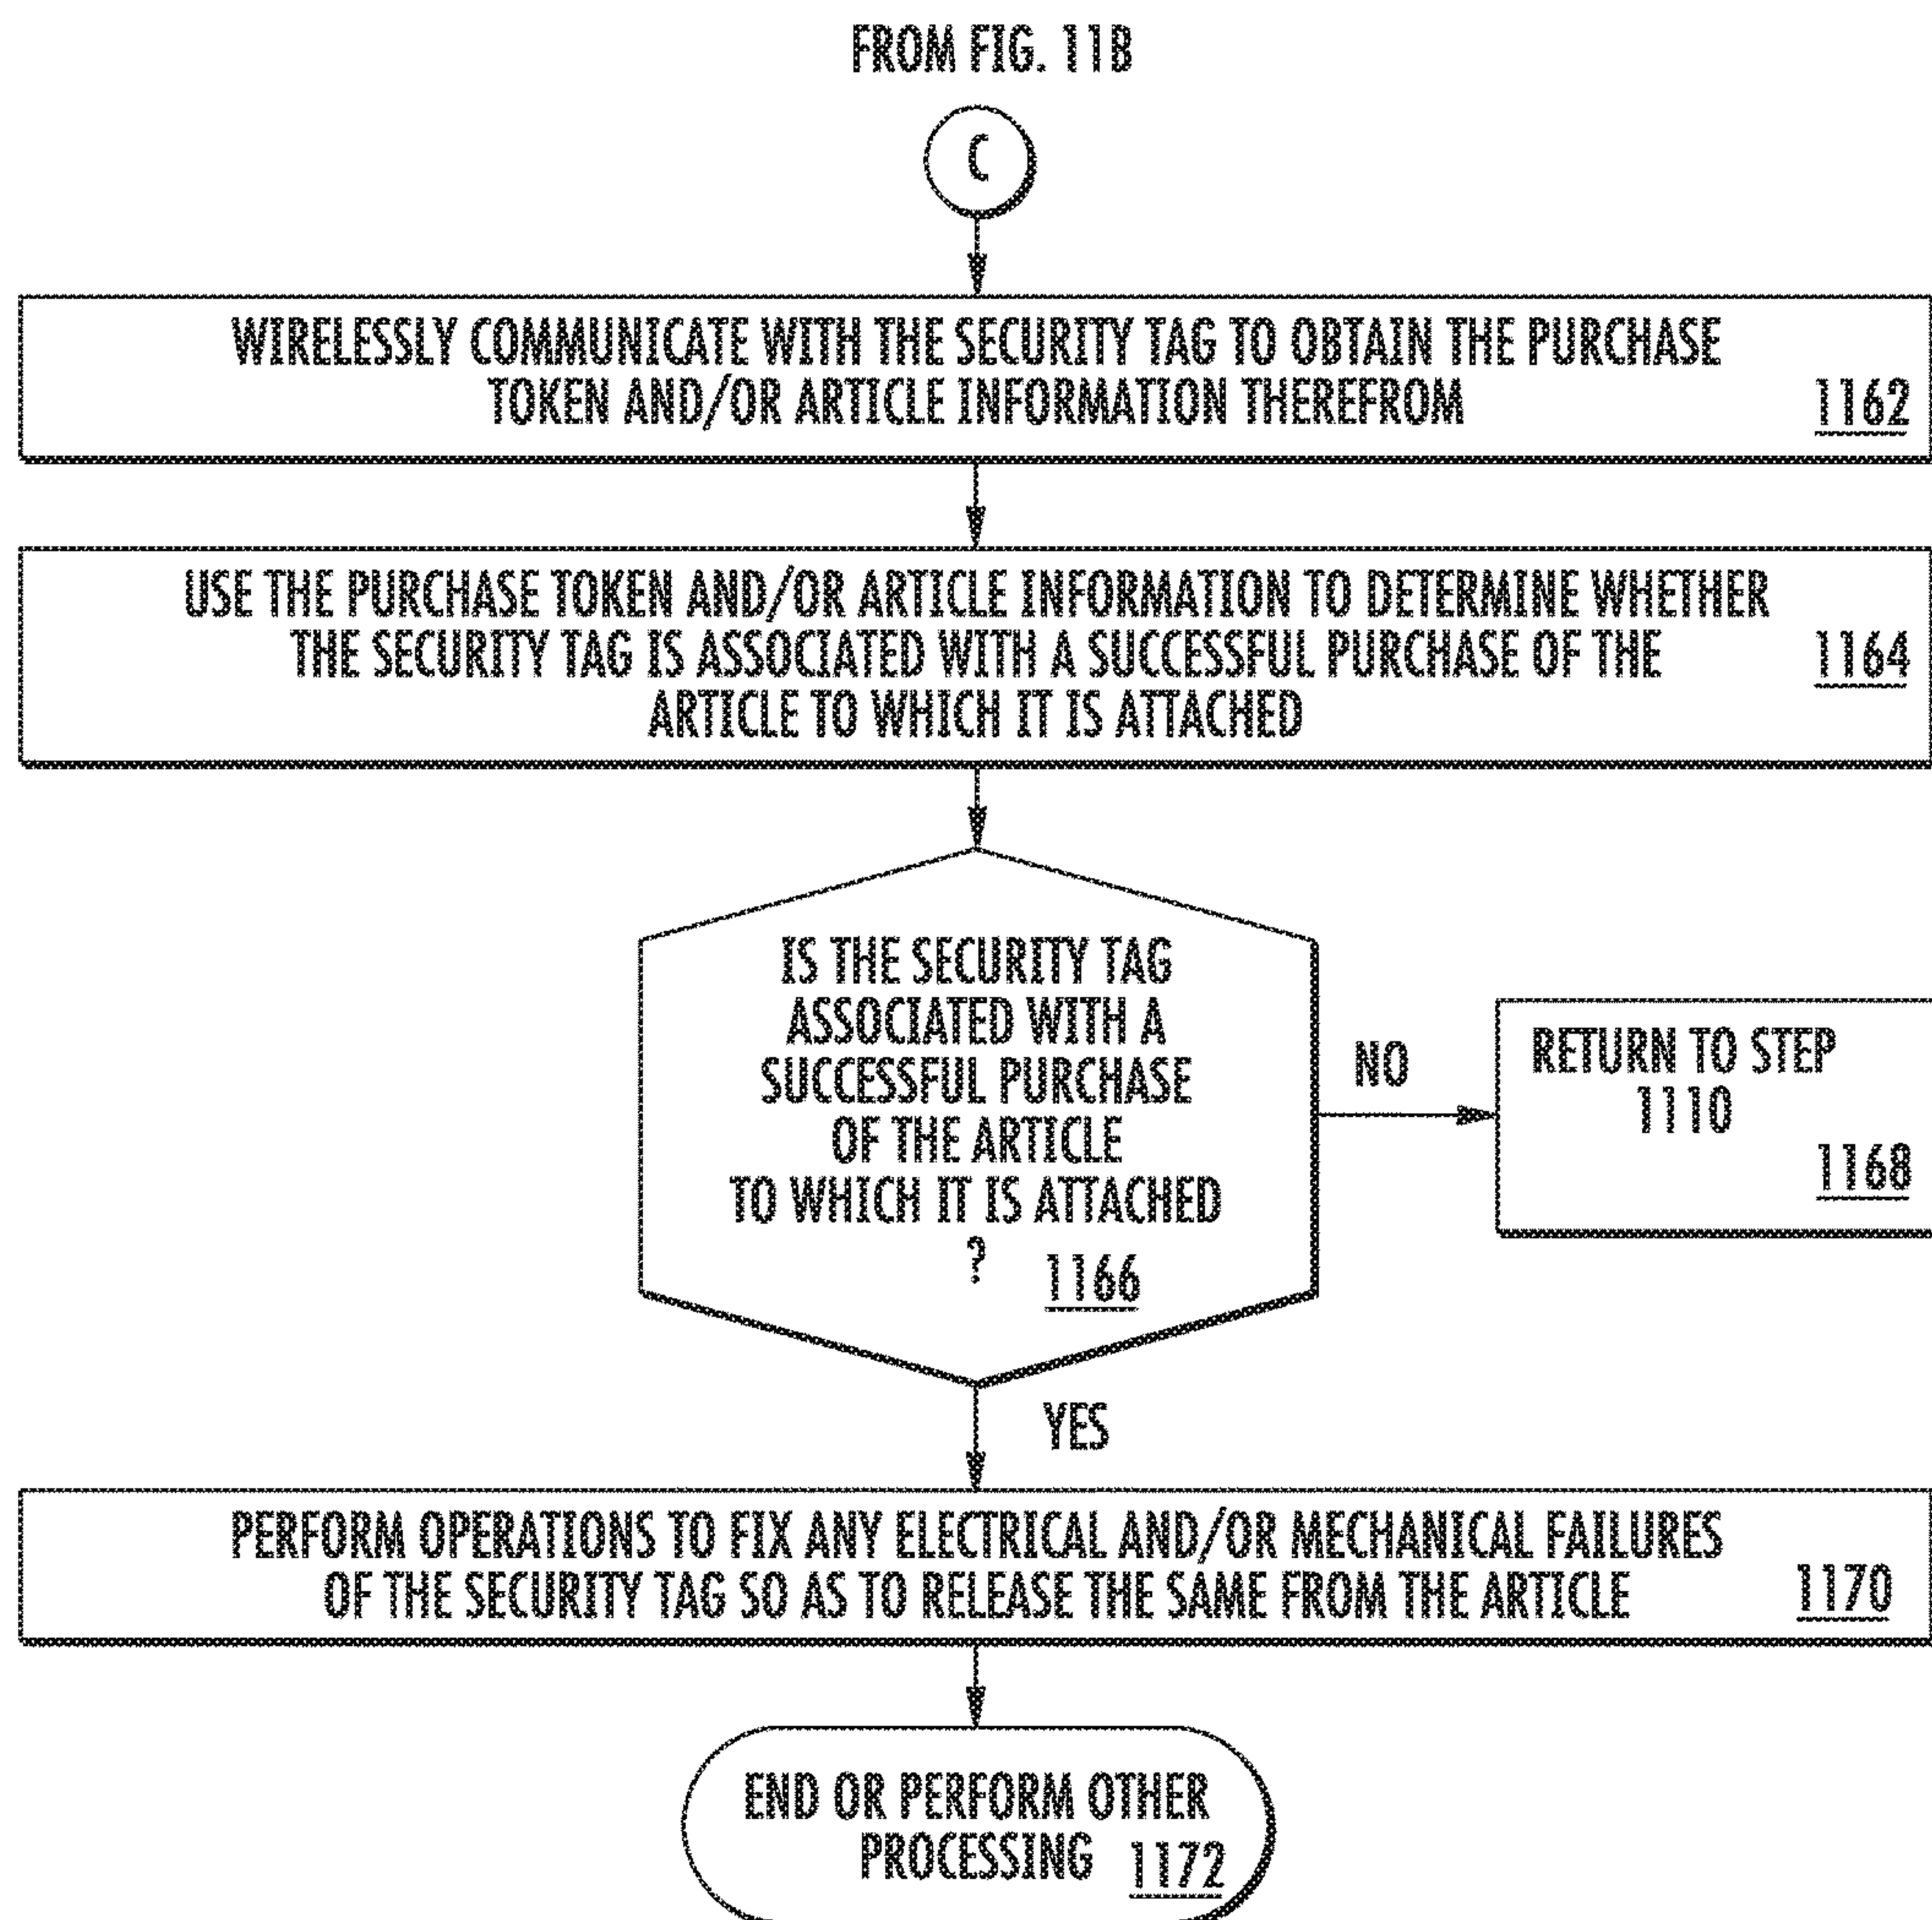 FROM FIG. 11B
C
WIRELESSLY COMMUNICATE WITH THE SECURITY TAG TO OBTAIN THE PURCHASE
TOKEN AND/OR ARTICLE INFORMATION THEREFROM
1162
USE THE PURCHASE TOKEN AND/OR ARTICLE INFORMATION TO DETERMINE WHETHER
THE SECURITY TAG IS ASSOCIATED WITH A SUCCESSFUL PURCHASE OF THE
1164
ARTICLE TO WHICH IT IS ATTACHED
IS THE SECURITY TAG
ASSOCIATED WITH A
SUCCESSFUL PURCHASE
OF THE ARTICLE
TO WHICH IT IS ATTACHED
?
1166
NO
RETURN TO STEP
1110
1168
YES
PERFORM OPERATIONS TO FIX ANY ELECTRICAL AND/OR MECHANICAL FAILURES
OF THE SECURITY TAG SO AS TO RELEASE THE SAME FROM THE ARTICLE
1170
END OR PERFORM OTHER
PROCESSING
1172